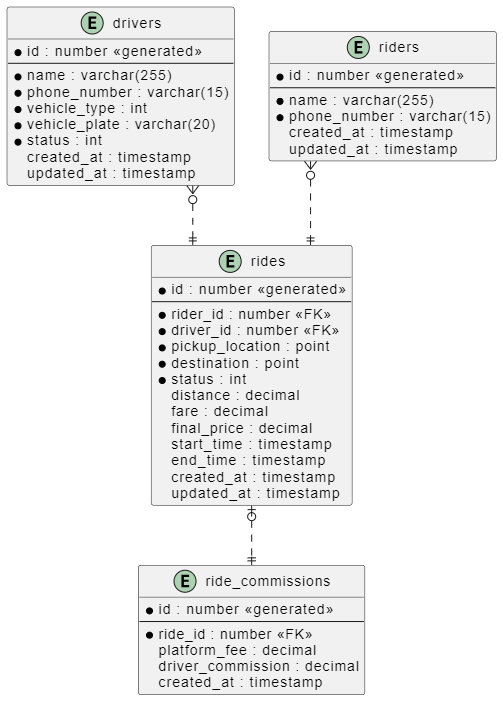 E drivers
id : number «generated»
name : varchar(255)
phone_number : varchar(15)
vehicle_type : int
vehicle_plate : varchar(20)
status : int
created_at : timestamp
updated_at : timestamp
E riders
id : number «generated»
name : varchar(255)
phone_number : varchar(15)
created_at : timestamp
updated_at : timestamp
E rides
id : number «generated»
rider_id : number «FK»
driver_id : number «FK»
pickup_location : point
destination : point
status : int
distance : decimal
fare : decimal
final_price : decimal
start_time : timestamp
end_time : timestamp
created_at : timestamp
updated_at : timestamp
E ride_commissions
id : number «generated»
ride_id : number «FK»
platform_fee : decimal
driver_commission : decimal
created_at : timestamp